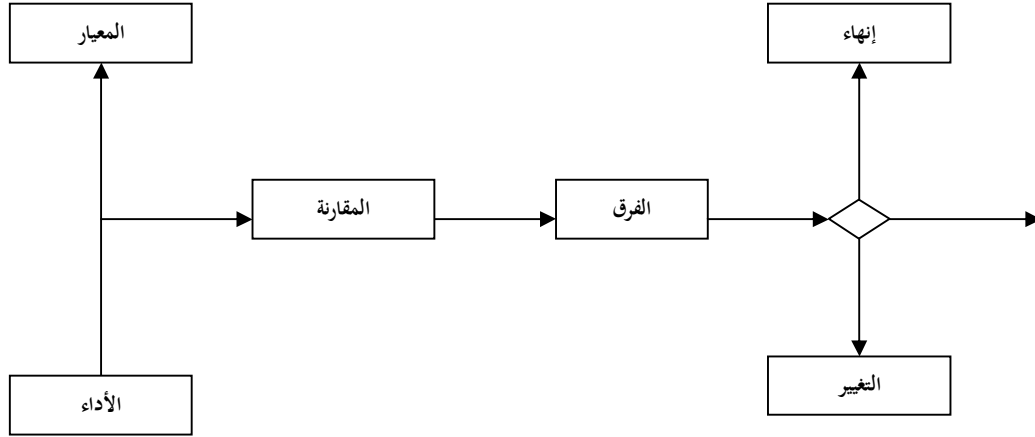 المعيار
إنهاء
المقارنة
الفرق
التغيير
الأداء